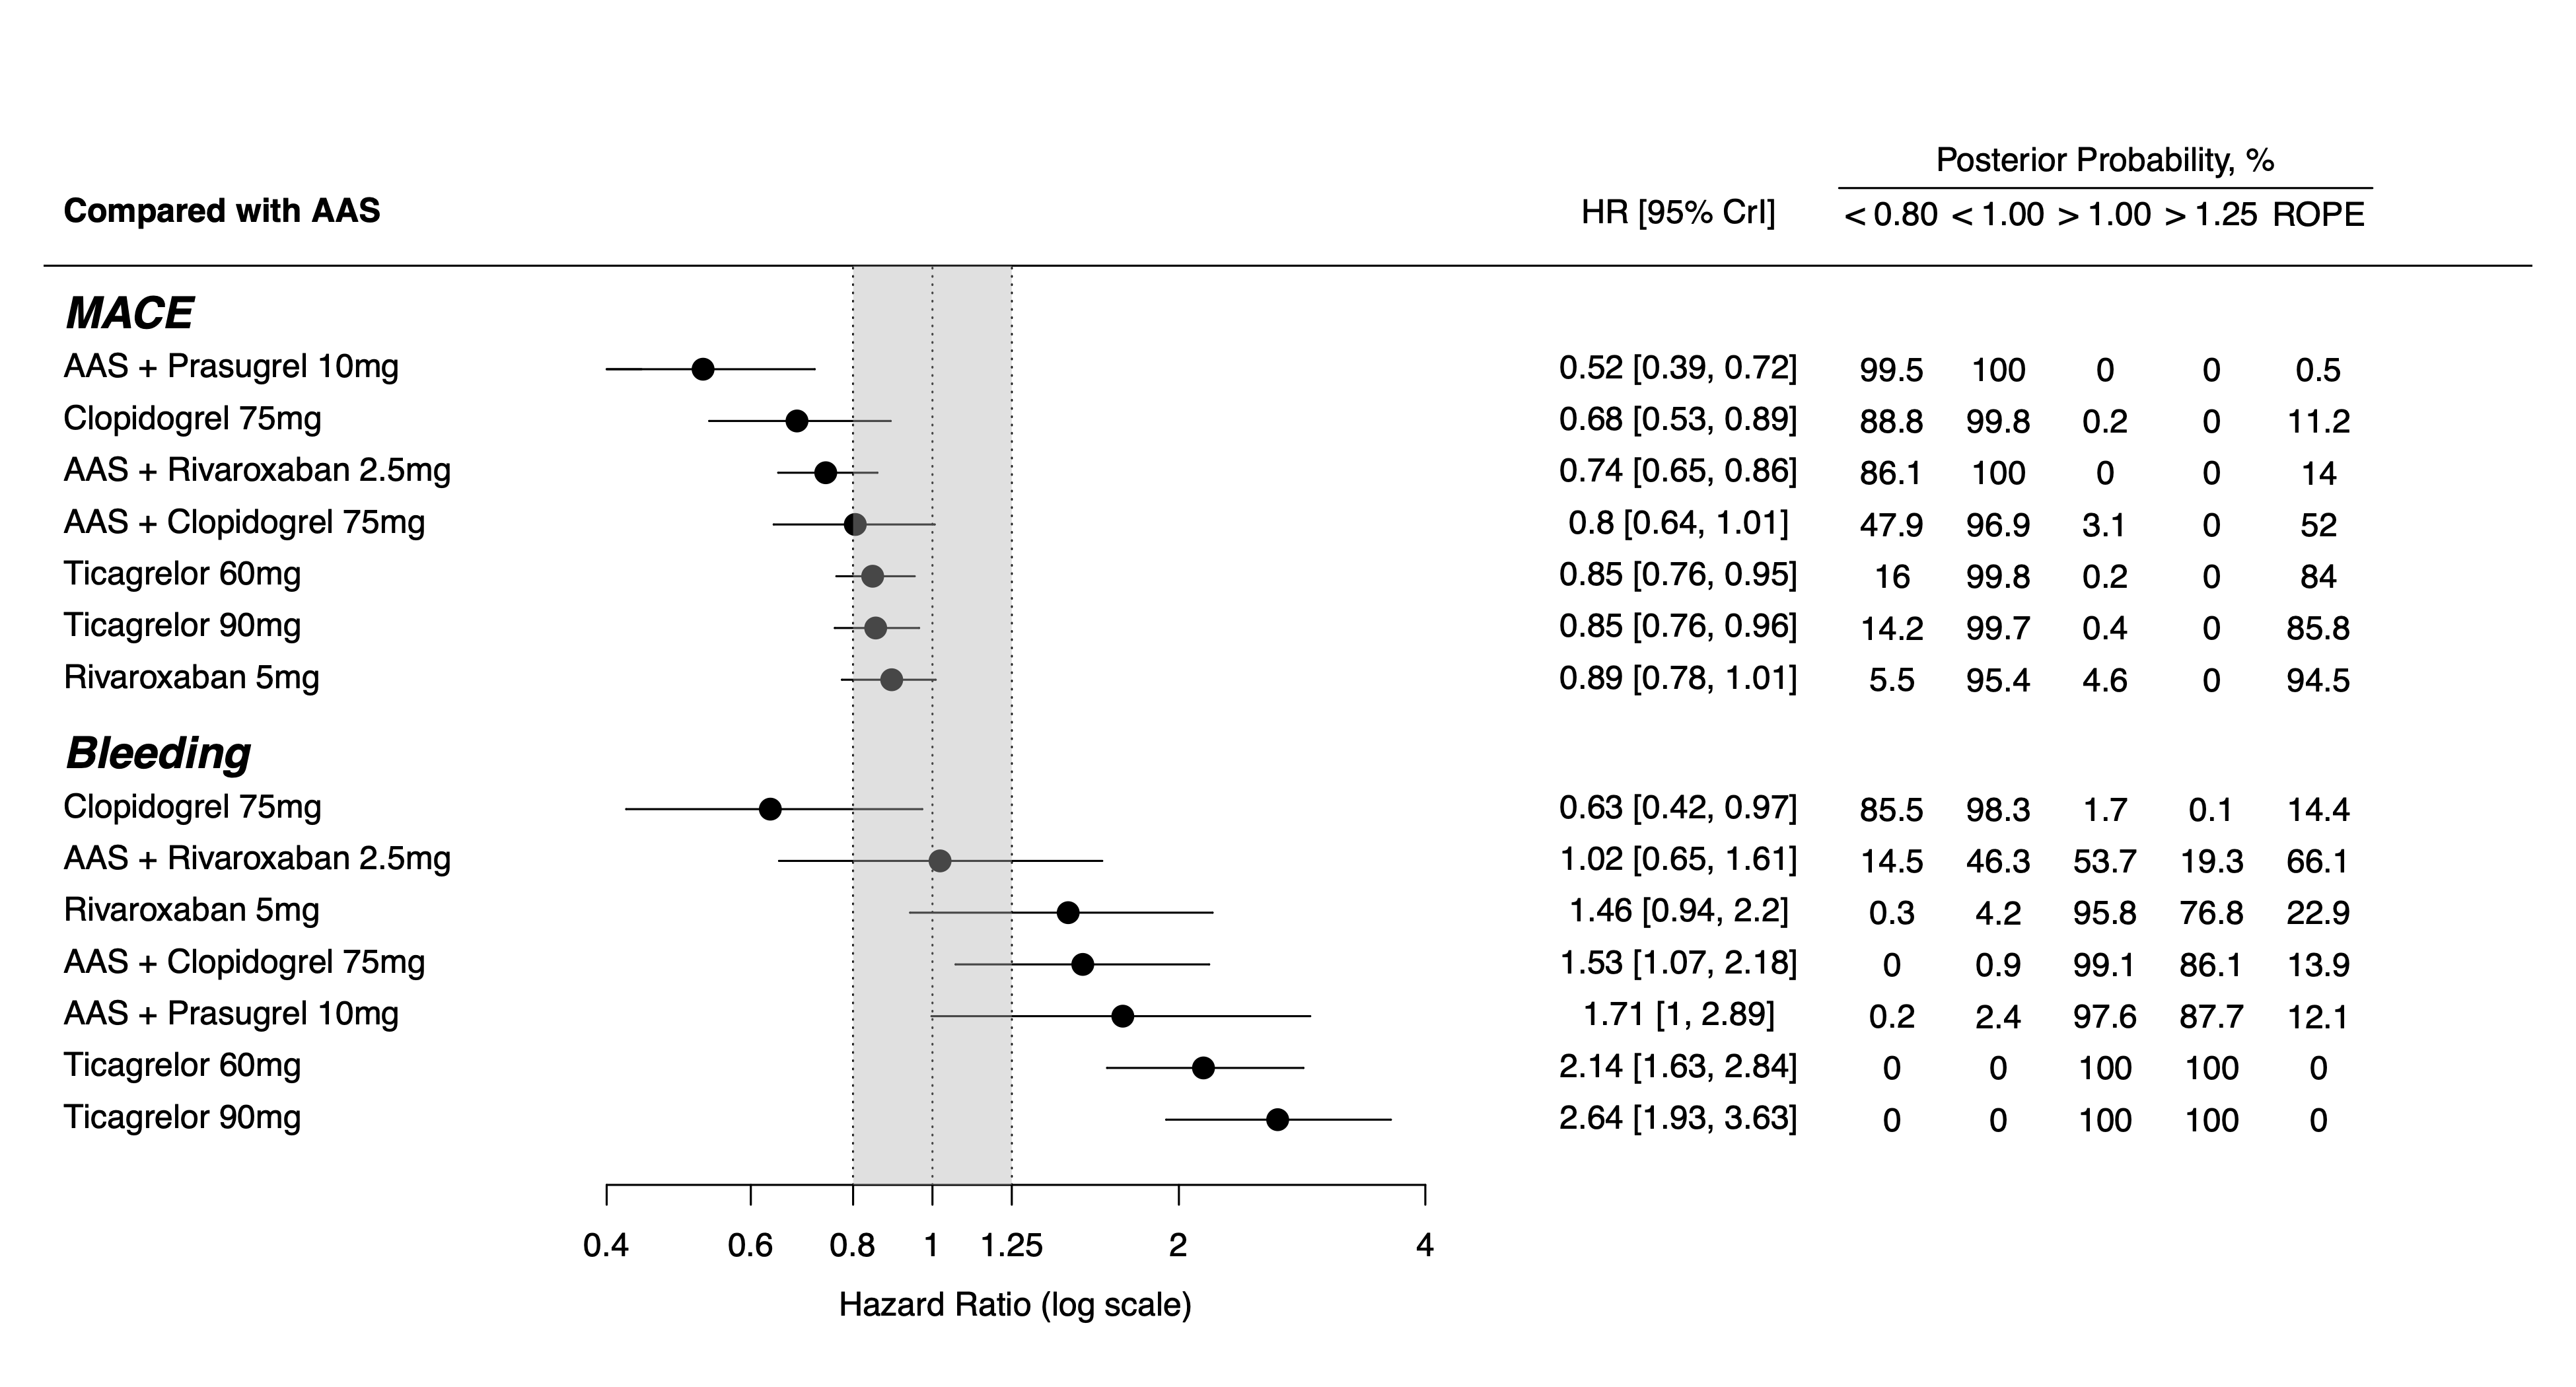 Posterior Probability, %
Compared with AAS HR [95% CrI] < 0.80 < 1.00 > 1.00 > 1.25 ROPE
MACE
AAS + Prasugrel 10mg 0.52 [0.39, 0.72] 99.5 100 0 0 0.5
Clopidogrel 75mg 0.68 [0.53, 0.89] 88.8 99.8 0.2 0 11.2
AAS + Rivaroxaban 2.5mg 0.74 [0.65, 0.86] 86.1 100 0 0 14
AAS + Clopidogrel 75mg 0.8 [0.64, 1.01] 47.9 96.9 3.1 0 52
Ticagrelor 60mg 0.85 [0.76, 0.95] 16 99.8 0.2 0 84
Ticagrelor 90mg 0.85 [0.76, 0.96] 14.2 99.7 0.4 0 85.8
Rivaroxaban 5mg 0.89 [0.78, 1.01] 5.5 95.4 4.6 0 94.5
Bleeding
Clopidogrel 75mg 0.63 [0.42, 0.97] 85.5 98.3 1.7 0.1 14.4
AAS + Rivaroxaban 2.5mg 1.02 [0.65, 1.61] 14.5 46.3 53.7 19.3 66.1
Rivaroxaban 5mg 1.46 [0.94, 2.2] 0.3 4.2 95.8 76.8 22.9
AAS + Clopidogrel 75mg 1.53 [1.07, 2.18] 0 0.9 99.1 86.1 13.9
AAS + Prasugrel 10mg 1.71 [1, 2.89] 0.2 2.4 97.6 87.7 12.1
Ticagrelor 60mg 2.14 [1.63, 2.84] 0 0 100 100 0
Ticagrelor 90mg 2.64 [1.93, 3.63] 0 0 100 100 0
0.4 0.6 0.8 1 1.25 2 4
Hazard Ratio (log scale)